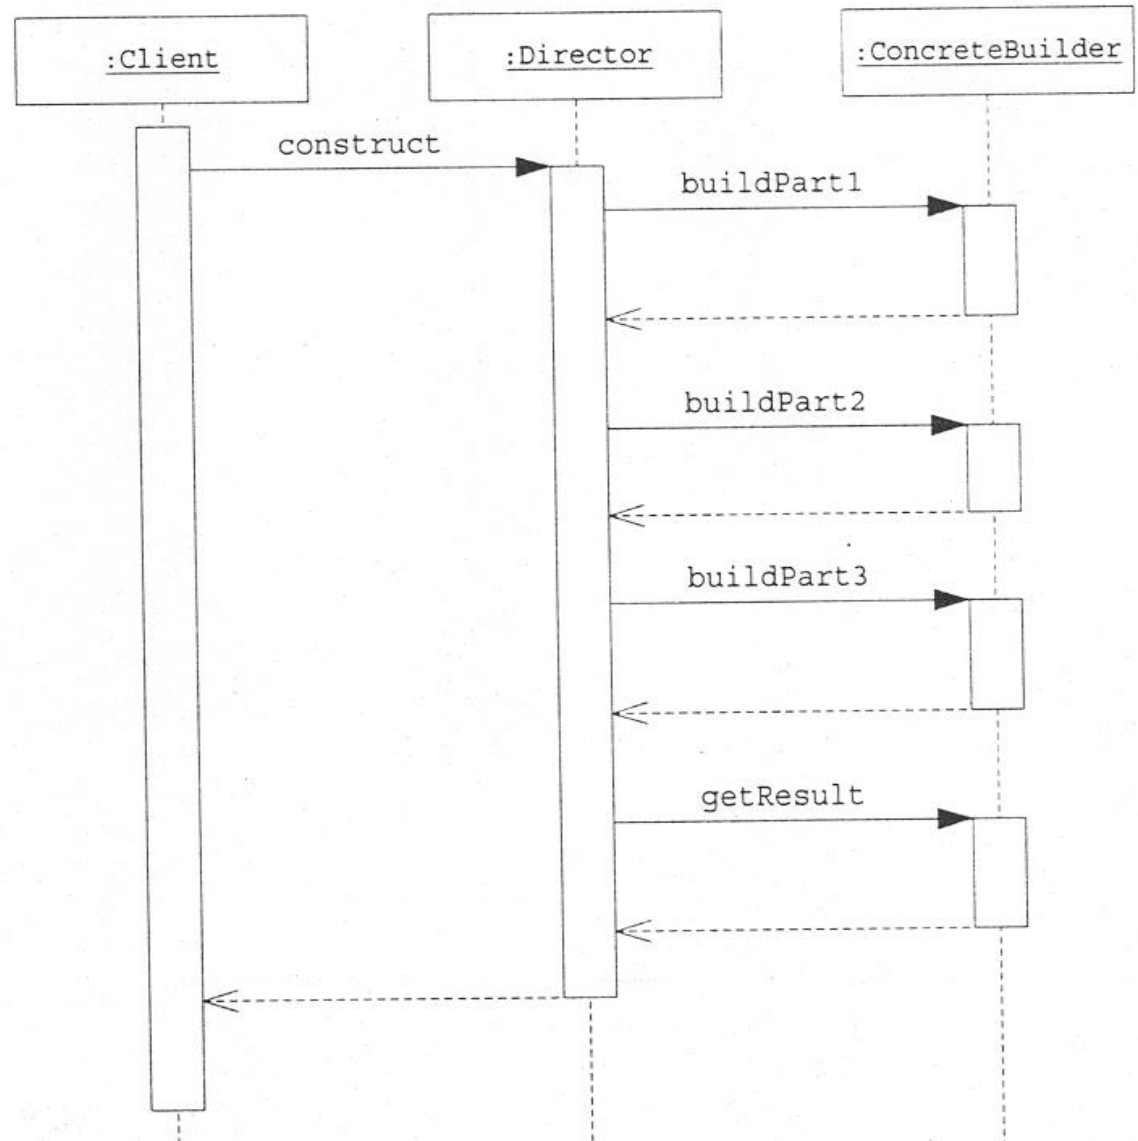 :Client
:Director
:ConcreteBuilder
construct
buildPart1
buildPart2
buildPart3
getResult